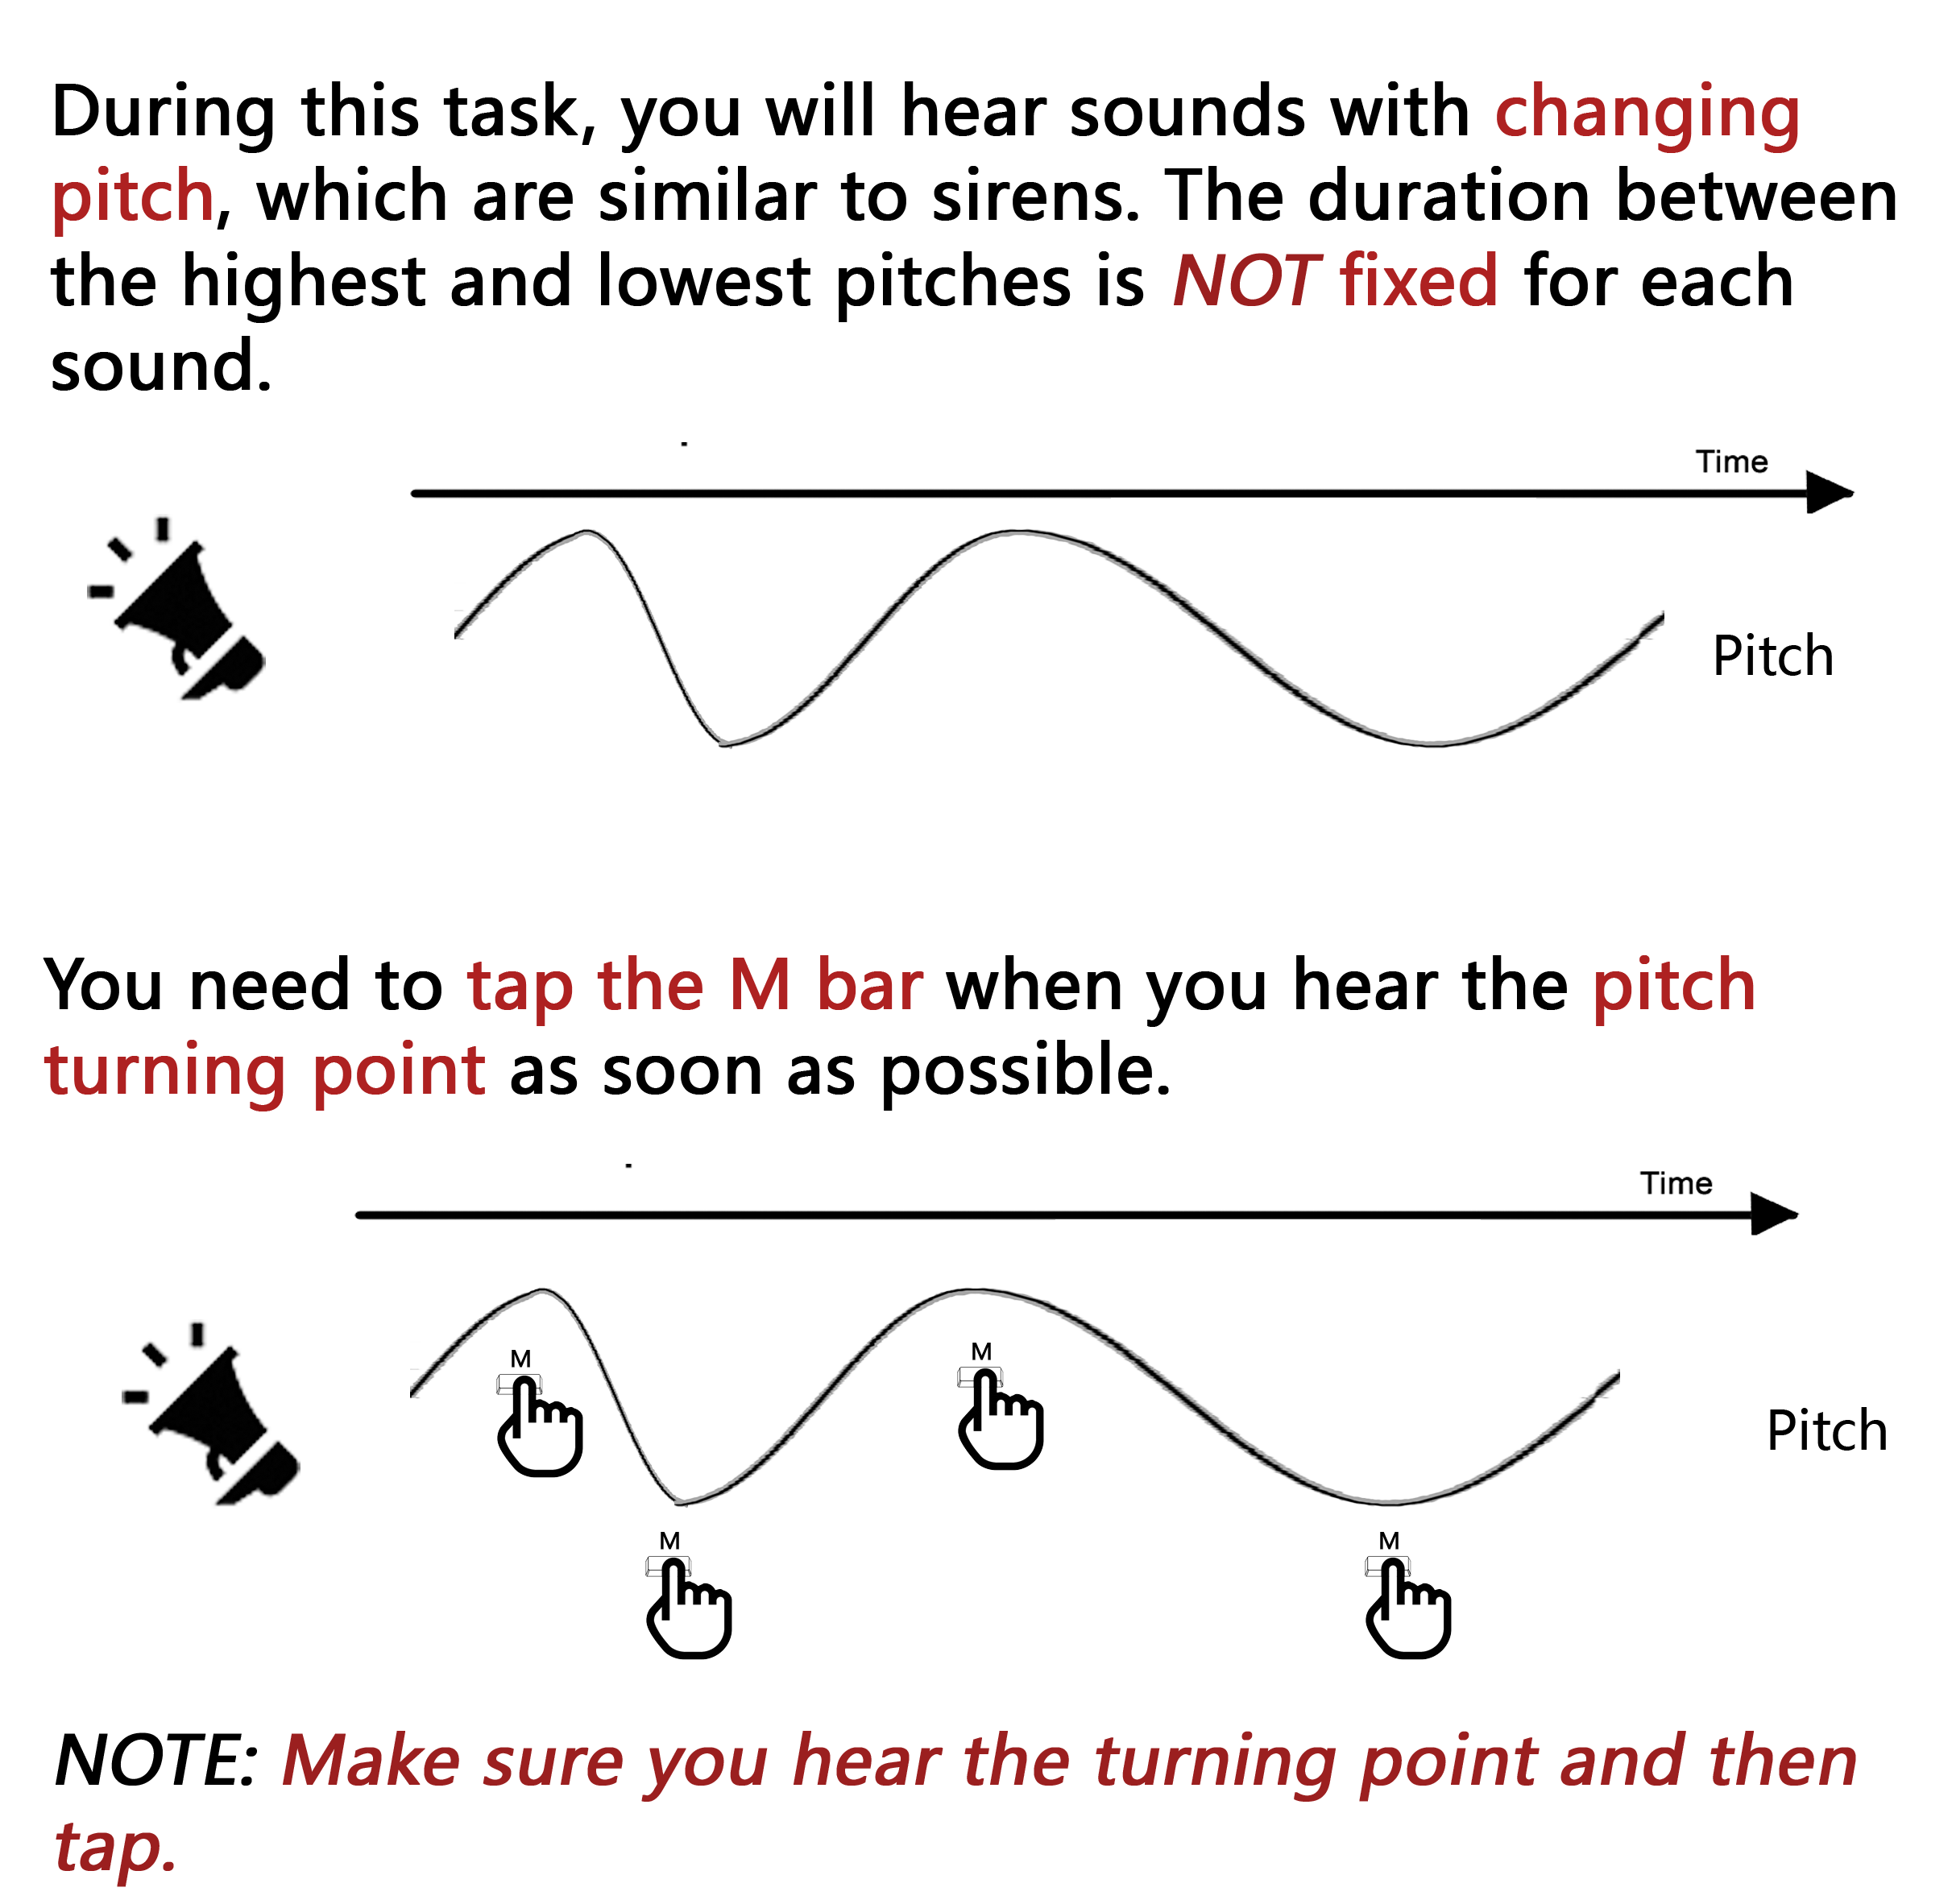 During this task, you will hear sounds with changing
pitch, which are similar to sirens. The duration between
the highest and lowest pitches is NOT fixed for each
sound.
Time
Pitch
You need to tap the M bar when you hear the pitch
turning point as soon as possible.
Time
M
M
Pitch
M
M
NOTE: Make sure you hear the turning point and then
tap.